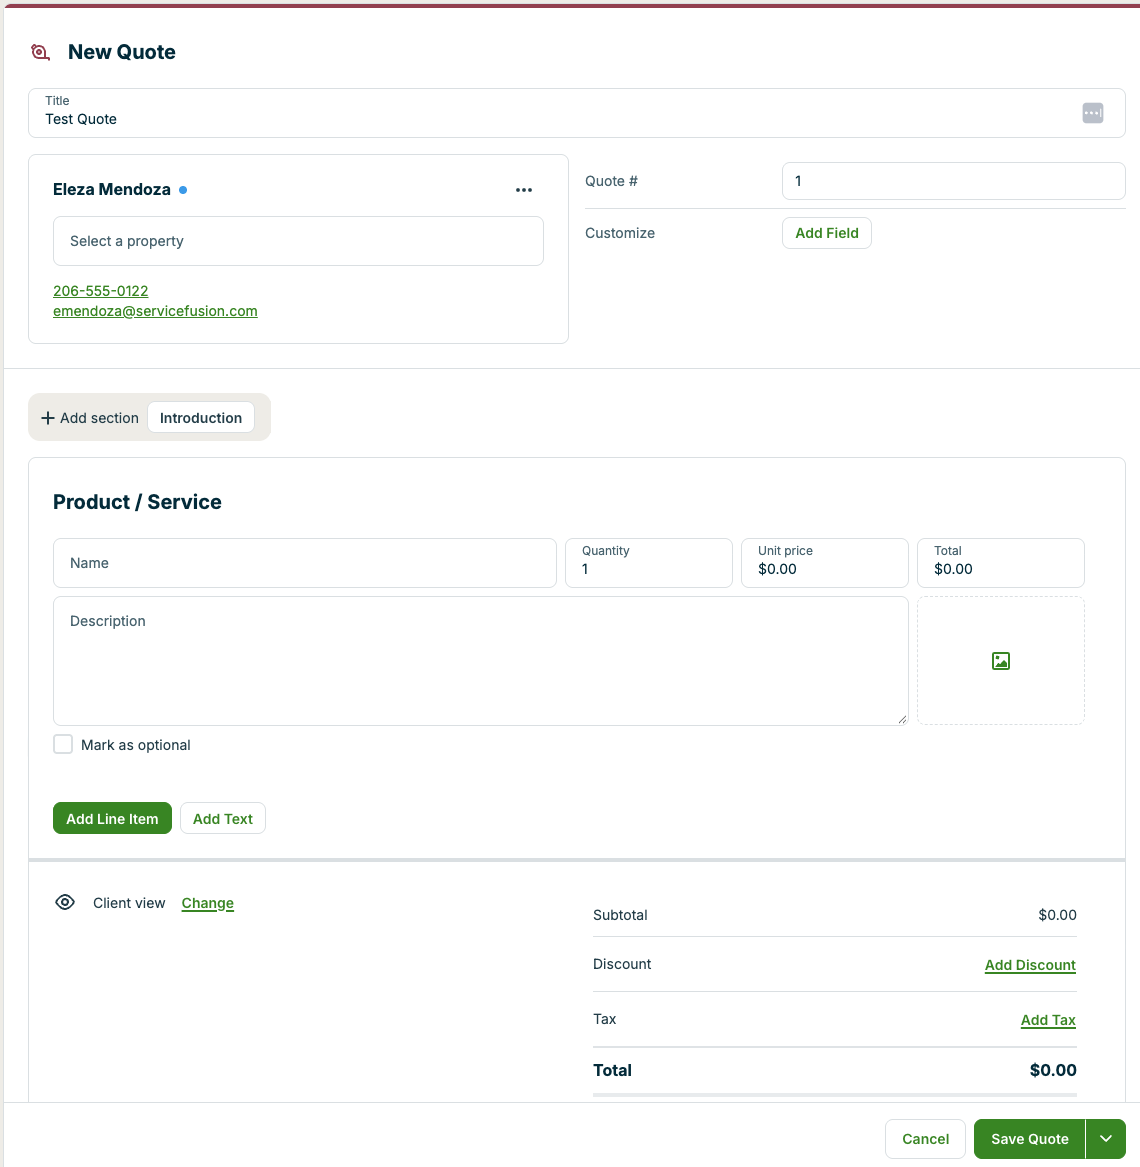 New Quote
Title
Test Quote
Eleza Mendoza
Select a property
206-555-0122
emendoza@servicefusion.com
Quote #
1
Customize
Add Field
Add section
Introduction
Product / Service
Name
Quantity
1
Unit price
$0.00
Total
$0.00
Description
Mark as optional
Add Line Item
Add Text
Client view
Change
Subtotal
$0.00
Discount
Add Discount
Tax
Add Tax
Total
$0.00
Cancel
Save Quote